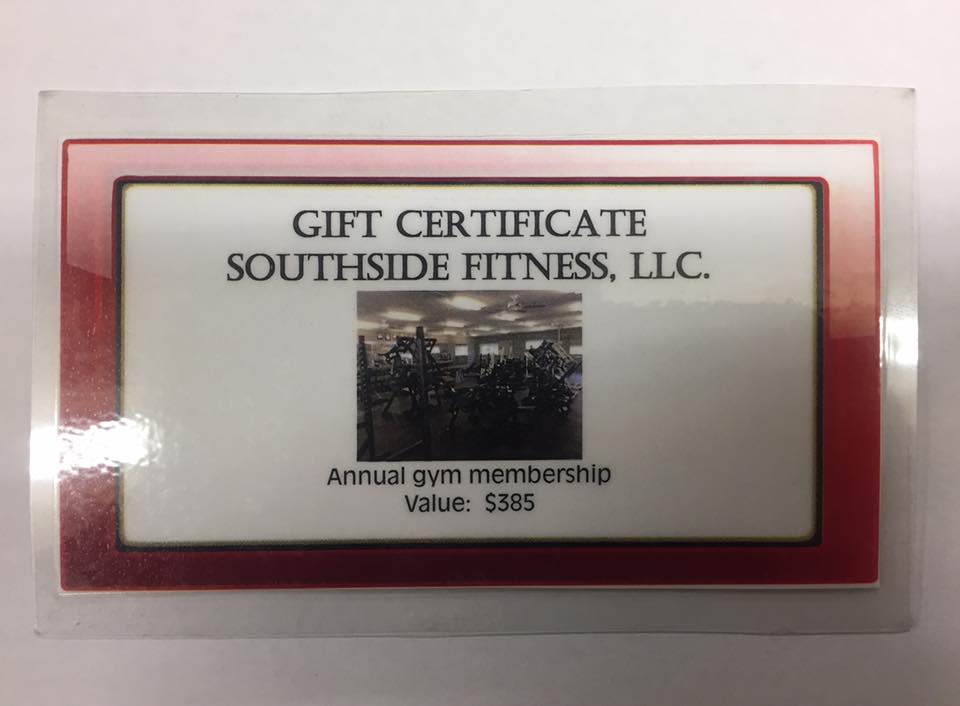 GIFT CERTIFICATE
SOUTHSIDE FITNESS, LLC.
Annual gym membership
Value: $385